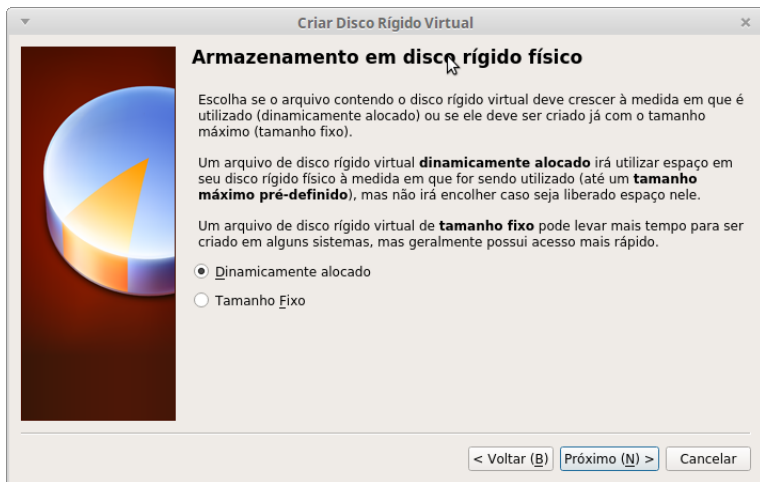 Criar Disco Rígido Virtual
Armazenamento em disco rígido físico
Escolha se o arquivo contendo o disco rígido virtual deve crescer à medida em que é
utilizado (dinamicamente alocado) ou se ele deve ser criado já com o tamanho
máximo (tamanho fixo).
Um arquivo de disco rígido virtual dinamicamente alocado irá utilizar espaço em
seu disco rígido físico à medida em que for sendo utilizado (até um tamanho
máximo pré-definido), mas não irá encolher caso seja liberado espaço nele.
Um arquivo de disco rígido virtual de tamanho fixo pode levar mais tempo para ser
criado em alguns sistemas, mas geralmente possui acesso mais rápido.
Dinamicamente alocado
Tamanho Fixo
< Voltar (B) Próximo (N) > Cancelar